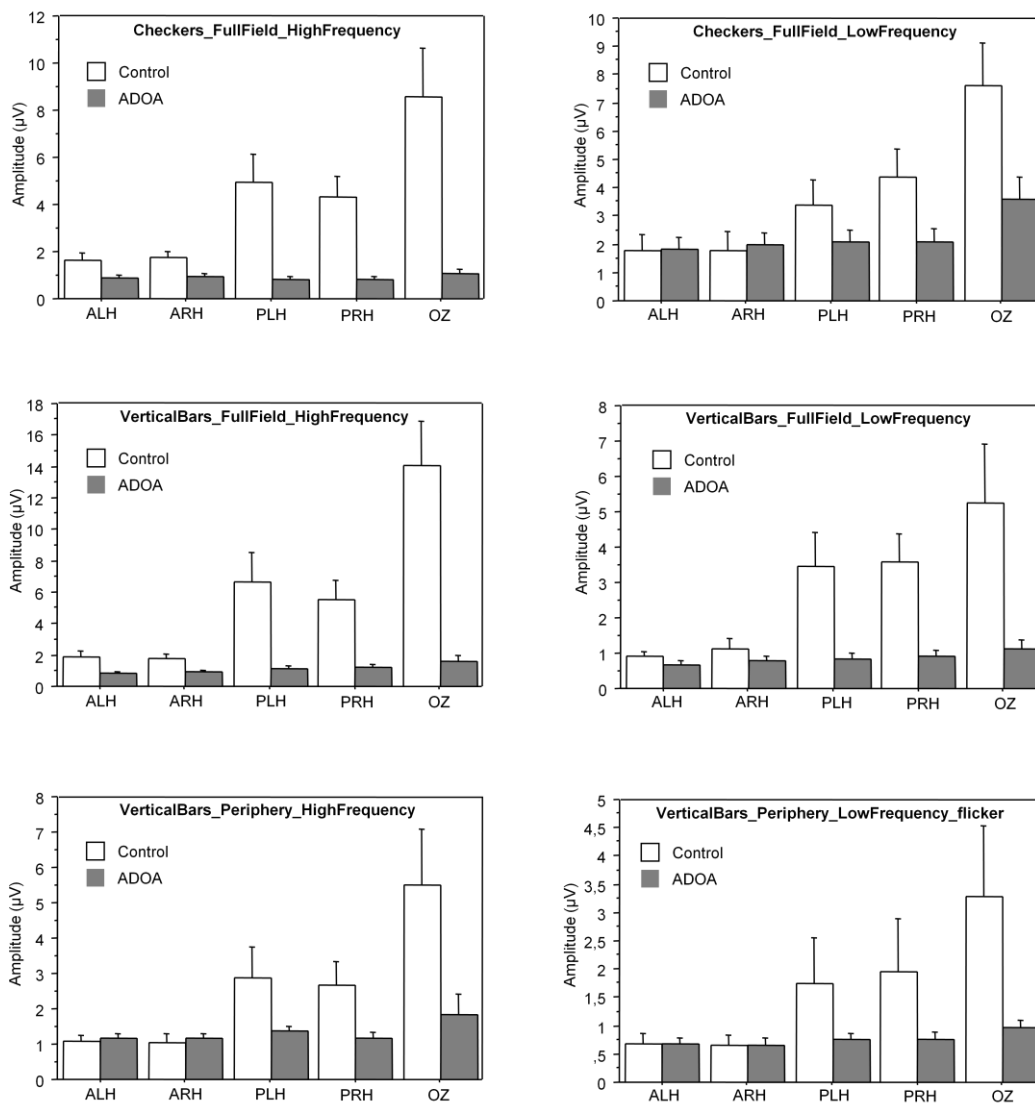 Checkers_FullField_HighFrequency
Amplitude (µV)
12
10
8
6
4
2
0
Control
ADOA
ALH ARH PLH PRH OZ
Checkers_FullField_LowFrequency
Amplitude (µV)
10
9
8
7
6
5
4
3
2
1
0
Control
ADOA
ALH ARH PLH PRH OZ
VerticalBars_FullField_HighFrequency
Amplitude (µV)
18
16
14
12
10
8
6
4
2
0
Control
ADOA
ALH ARH PLH PRH OZ
VerticalBars_FullField_LowFrequency
Amplitude (µV)
8
7
6
5
4
3
2
1
0
Control
ADOA
ALH ARH PLH PRH OZ
VerticalBars_Periphery_HighFrequency
Amplitude (µV)
8
7
6
5
4
3
2
1
0
Control
ADOA
ALH ARH PLH PRH OZ
VerticalBars_Periphery_LowFrequency_flicker
Amplitude (µV)
5
4,5
4
3,5
3
2,5
2
1,5
1
,5
0
Control
ADOA
ALH ARH PLH PRH OZ